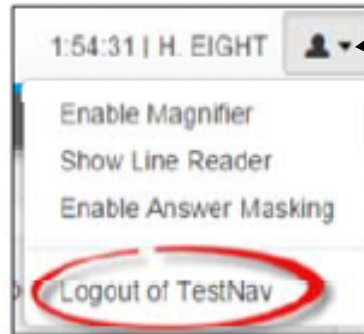 1:54:31 | H. EIGHT
Enable Magnifier
Show Line Reader
Enable Answer Masking
Logout of TestNav